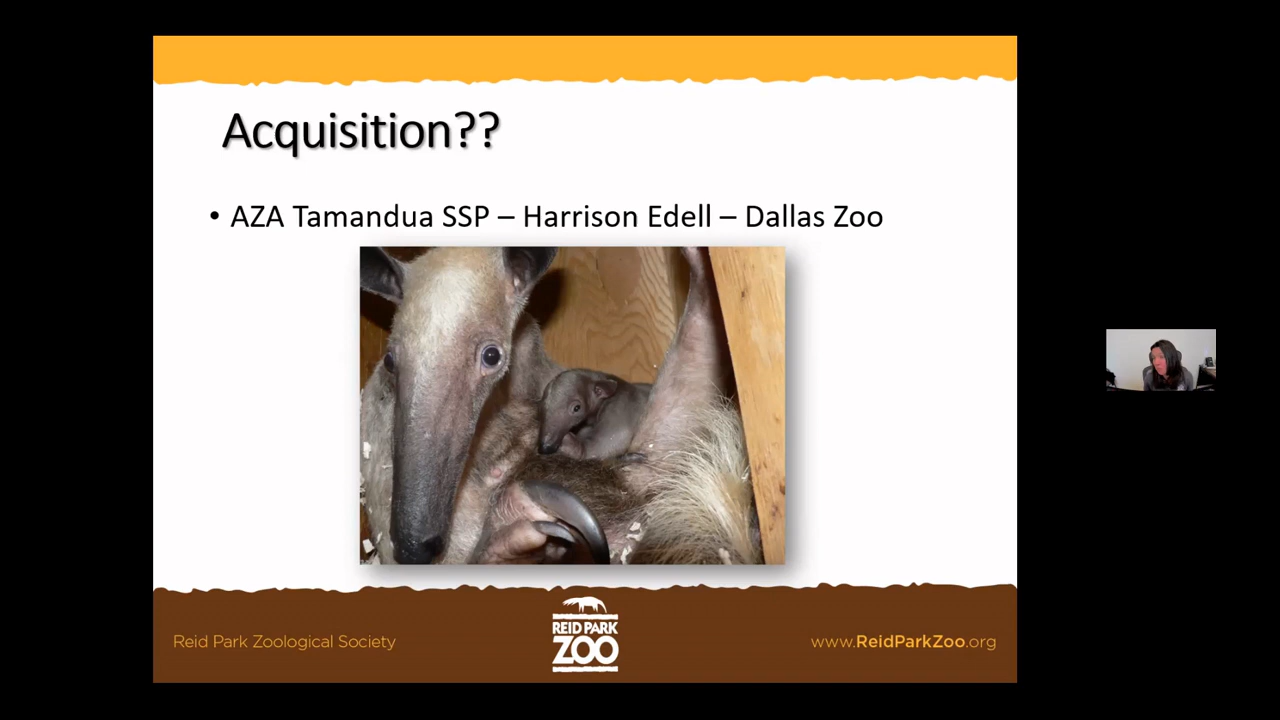 Acquisition??
• AZA Tamandua SSP – Harrison Edell – Dallas Zoo
Reid Park Zoological Society
REID PARK
ZOO
www.ReidParkZoo.org